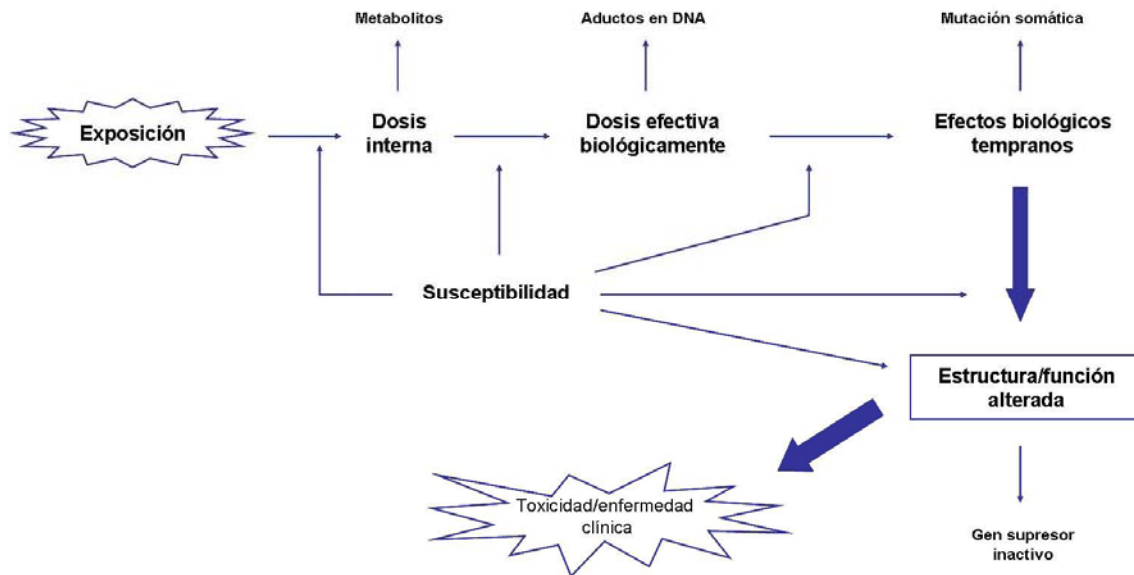 Metabolitos
Aductos en DNA
Mutación somática
Exposición
Dosis
interna
Dosis efectiva
biológicamente
Efectos biológicos
tempranos
Susceptibilidad
Estructura/función
alterada
Toxicidad/enfermedad
clínica
Gen supresor
inactivo